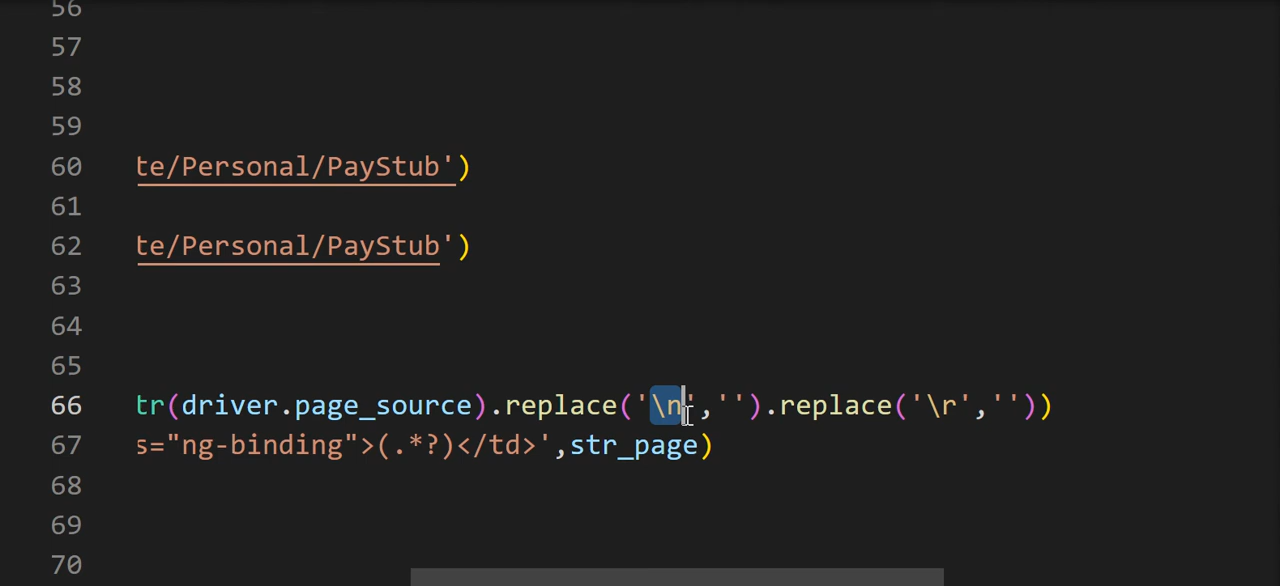 56
57
58
59
60 te/Personal/PayStub')
61
62 te/Personal/PayStub')
63
64
65
66 tr(driver.page_source).replace('\n','').replace('\r',''))
67 s="ng-binding">(.*?)</td>',str_page)
68
69
70